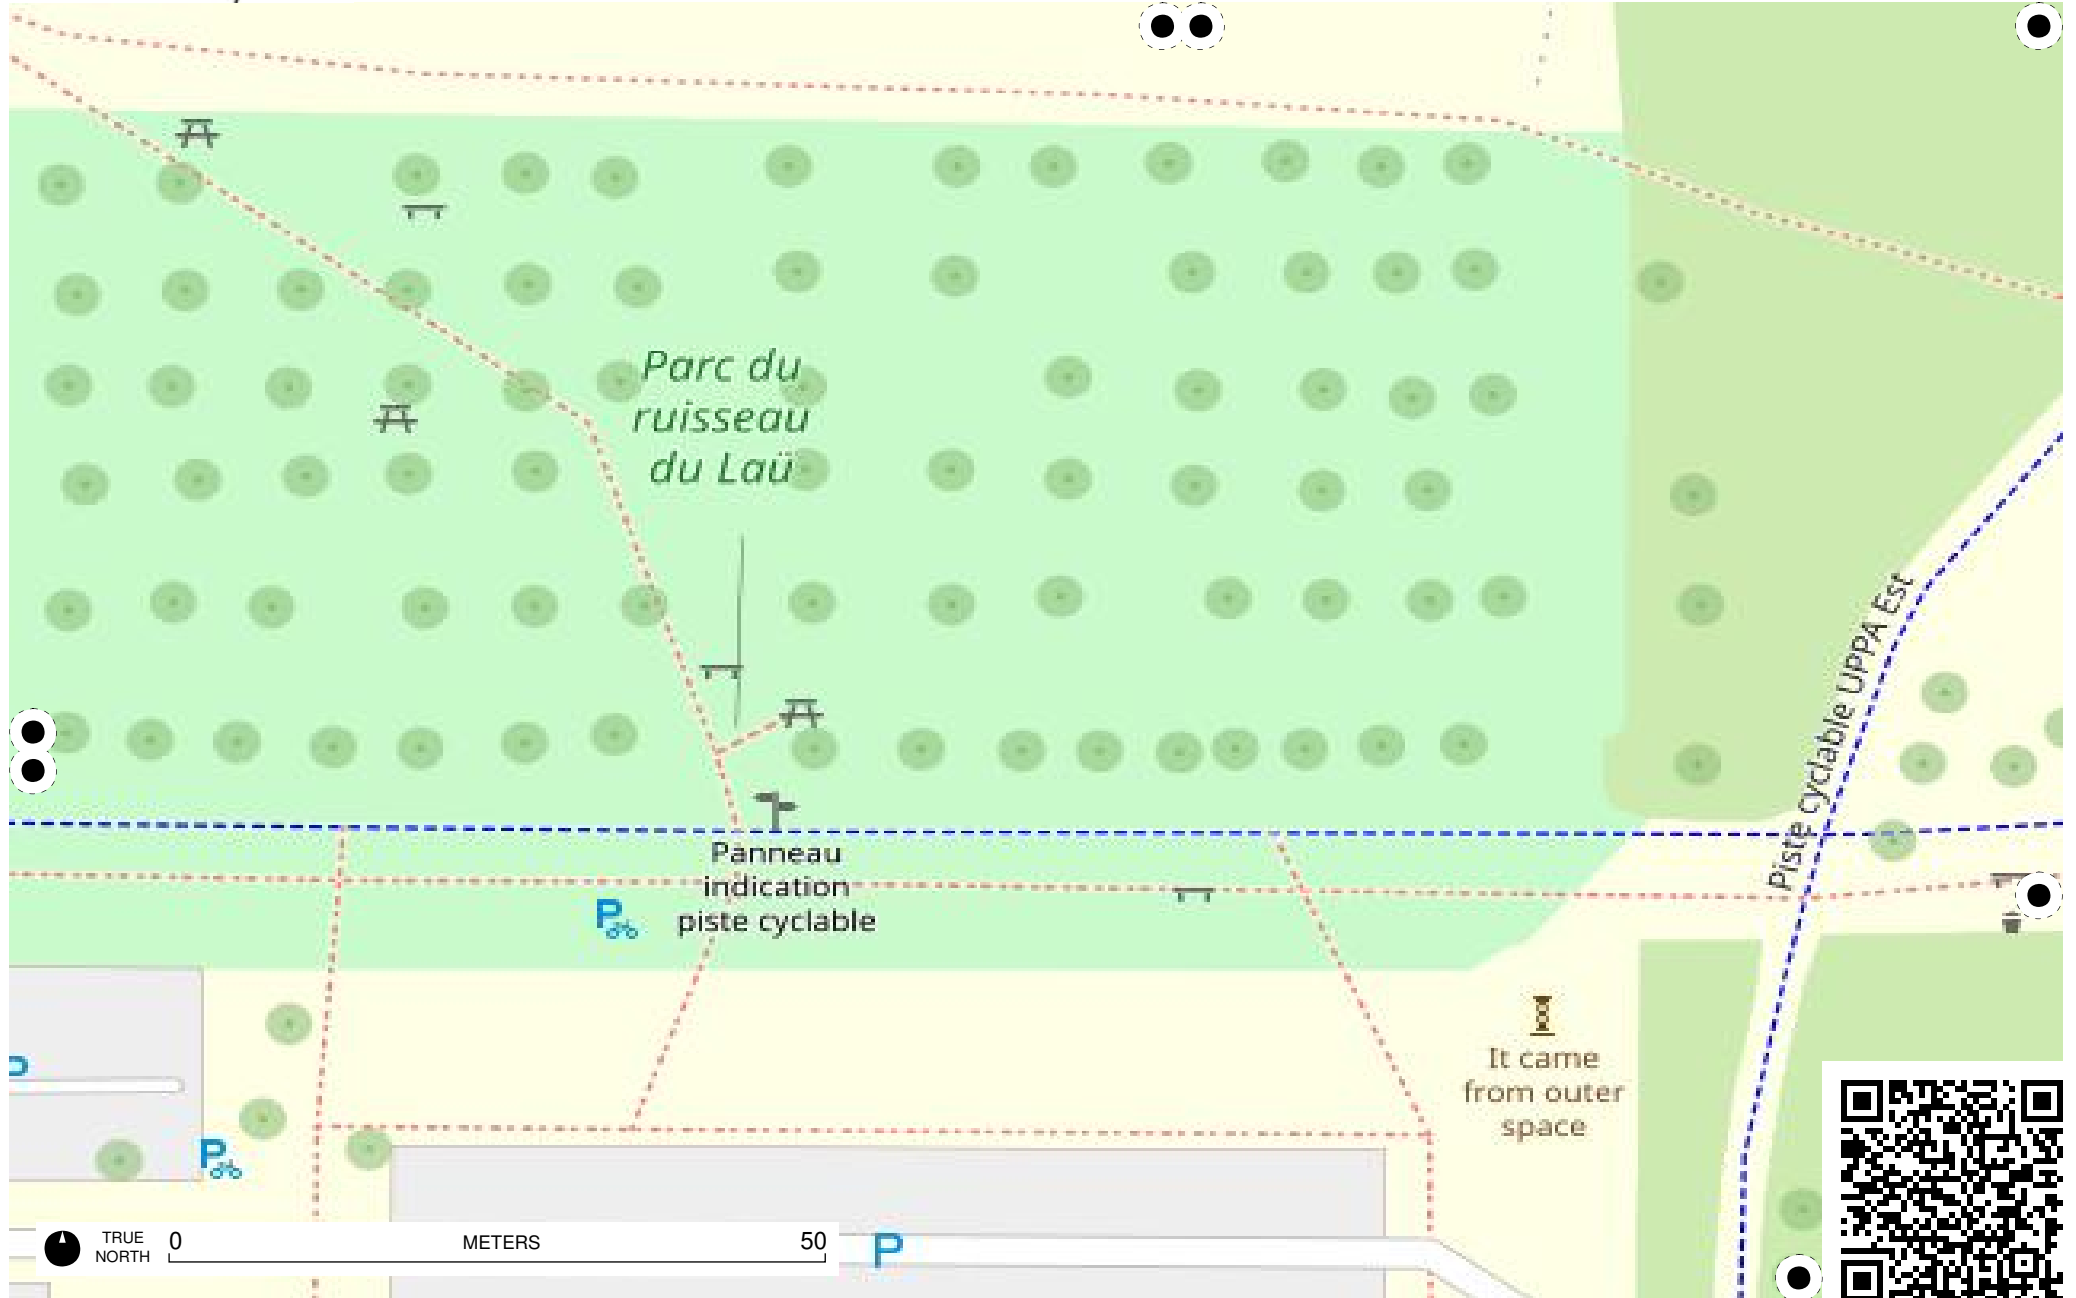 Parc du
ruisseau
du Laü
Piste cyclable UPPA Est
Panneau
indication
piste cyclable
P
It came
from outer
space
P
P
TRUE
NORTH
0
METERS
50
P